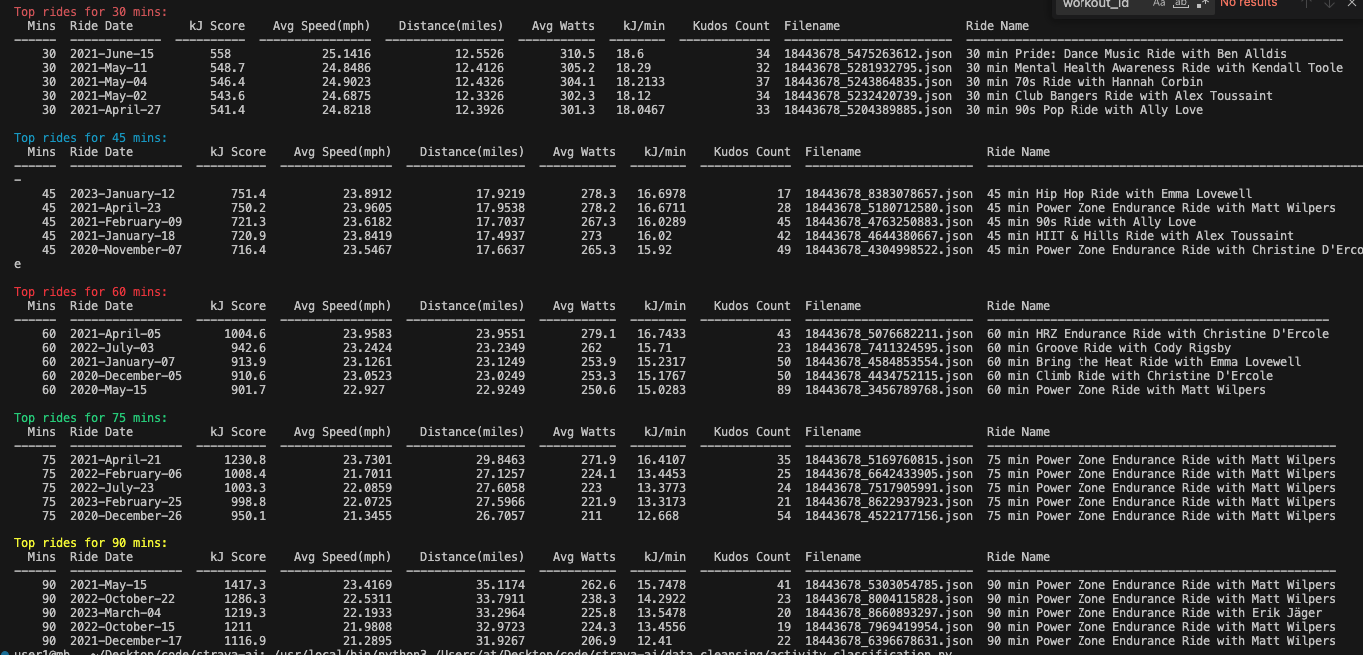 workout_id Aa ab No results
Top rides for 30 mins:
Mins Ride Date kJ Score Avg Speed(mph) Distance(miles) Avg Watts kJ/min Kudos Count Filename Ride Name
30 2021-June-15 558 25.1416 12.5526 310.5 18.6 34 18443678_5475263612.json 30 min Pride: Dance Music Ride with Ben Alldis
30 2021-May-11 548.7 24.8486 12.4126 305.2 18.29 32 18443678_5281932795.json 30 min Mental Health Awareness Ride with Kendall Toole
30 2021-May-04 546.4 24.9023 12.4326 304.1 18.2133 37 18443678_5243864835.json 30 min 70s Ride with Hannah Corbin
30 2021-May-02 543.6 24.6875 12.3326 302.3 18.12 34 18443678_5232420739.json 30 min Club Bangers Ride with Alex Toussaint
30 2021-April-27 541.4 24.8218 12.3926 301.3 18.0467 33 18443678_5204389885.json 30 min 90s Pop Ride with Ally Love
Top rides for 45 mins:
Mins Ride Date kJ Score Avg Speed(mph) Distance(miles) Avg Watts kJ/min Kudos Count Filename Ride Name
45 2023-January-12 751.4 23.8912 17.9219 278.3 16.6978 17 18443678_8383078657.json 45 min Hip Hop Ride with Emma Lovewell
45 2021-April-23 750.2 23.9605 17.9538 278.2 16.6711 28 18443678_5180712580.json 45 min Power Zone Endurance Ride with Matt Wilpers
45 2021-February-09 721.3 23.6182 17.7037 267.3 16.0289 45 18443678_4763250883.json 45 min 90s Ride with Ally Love
45 2021-January-18 720.9 23.8419 17.4937 273 16.02 42 18443678_4644380667.json 45 min HIIT & Hills Ride with Alex Toussaint
45 2020-November-07 716.4 23.5467 17.6637 265.3 15.92 49 18443678_4304998522.json 45 min Power Zone Endurance Ride with Christine D'Erco
e
Top rides for 60 mins:
Mins Ride Date kJ Score Avg Speed(mph) Distance(miles) Avg Watts kJ/min Kudos Count Filename Ride Name
60 2021-April-05 1004.6 23.9583 23.9551 279.1 16.7433 43 18443678_5076682211.json 60 min HRZ Endurance Ride with Christine D'Ercole
60 2022-July-03 942.6 23.2424 23.2349 262 15.71 23 18443678_7411324595.json 60 min Groove Ride with Cody Rigsby
60 2021-January-07 913.9 23.1261 23.1249 253.9 15.2317 50 18443678_4584853554.json 60 min Bring the Heat Ride with Emma Lovewell
60 2020-December-05 910.6 23.0523 23.0249 253.3 15.1767 50 18443678_4434752115.json 60 min Climb Ride with Christine D'Ercole
60 2020-May-15 901.7 22.927 22.9249 250.6 15.0283 89 18443678_3456789768.json 60 min Power Zone Ride with Matt Wilpers
Top rides for 75 mins:
Mins Ride Date kJ Score Avg Speed(mph) Distance(miles) Avg Watts kJ/min Kudos Count Filename Ride Name
75 2021-April-21 1230.8 23.7301 29.8463 271.9 16.4107 35 18443678_5169760815.json 75 min Power Zone Endurance Ride with Matt Wilpers
75 2022-February-06 1008.4 21.7011 27.1257 224.1 13.4453 25 18443678_6642433905.json 75 min Power Zone Endurance Ride with Matt Wilpers
75 2022-July-23 1003.3 22.0859 27.6058 223 13.3773 24 18443678_7517905991.json 75 min Power Zone Endurance Ride with Matt Wilpers
75 2023-February-25 998.8 22.0725 27.5966 221.9 13.3173 21 18443678_8622937923.json 75 min Power Zone Endurance Ride with Matt Wilpers
75 2020-December-26 950.1 21.3455 26.7057 211 12.668 54 18443678_4522177156.json 75 min Power Zone Endurance Ride with Matt Wilpers
Top rides for 90 mins:
Mins Ride Date kJ Score Avg Speed(mph) Distance(miles) Avg Watts kJ/min Kudos Count Filename Ride Name
90 2021-May-15 1417.3 23.4169 35.1174 262.6 15.7478 41 18443678_5303054785.json 90 min Power Zone Endurance Ride with Matt Wilpers
90 2022-October-22 1286.3 22.5311 33.7911 238.3 14.2922 23 18443678_8004115828.json 90 min Power Zone Endurance Ride with Matt Wilpers
90 2023-March-04 1219.3 22.1933 33.2964 225.8 13.5478 20 18443678_8660893297.json 90 min Power Zone Endurance Ride with Erik Jäger
90 2022-October-15 1211 21.9808 32.9723 224.3 13.4556 19 18443678_7969419954.json 90 min Power Zone Endurance Ride with Matt Wilpers
90 2021-December-17 1116.9 21.2895 31.9267 206.9 12.41 22 18443678_6396678631.json 90 min Power Zone Endurance Ride with Matt Wilpers